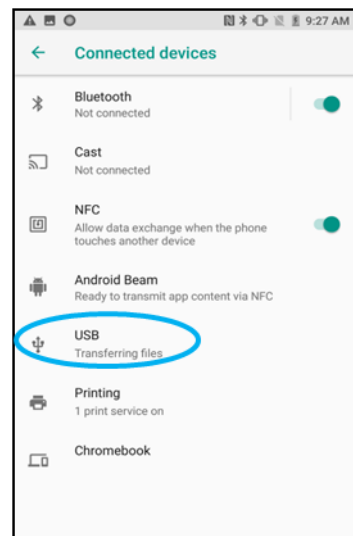 9:27 AM
Connected devices
Bluetooth
Not connected
Cast
Not connected
NFC
Allow data exchange when the phone
touches another device
Android Beam
Ready to transmit app content via NFC
USB
Transferring files
Printing
1 print service on
Chromebook